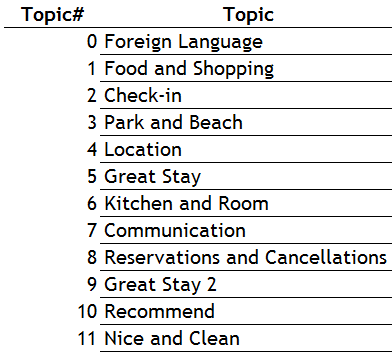 Topic# Topic
0 Foreign Language
1 Food and Shopping
2 Check-in
3 Park and Beach
4 Location
5 Great Stay
6 Kitchen and Room
7 Communication
8 Reservations and Cancellations
9 Great Stay 2
10 Recommend
11 Nice and Clean